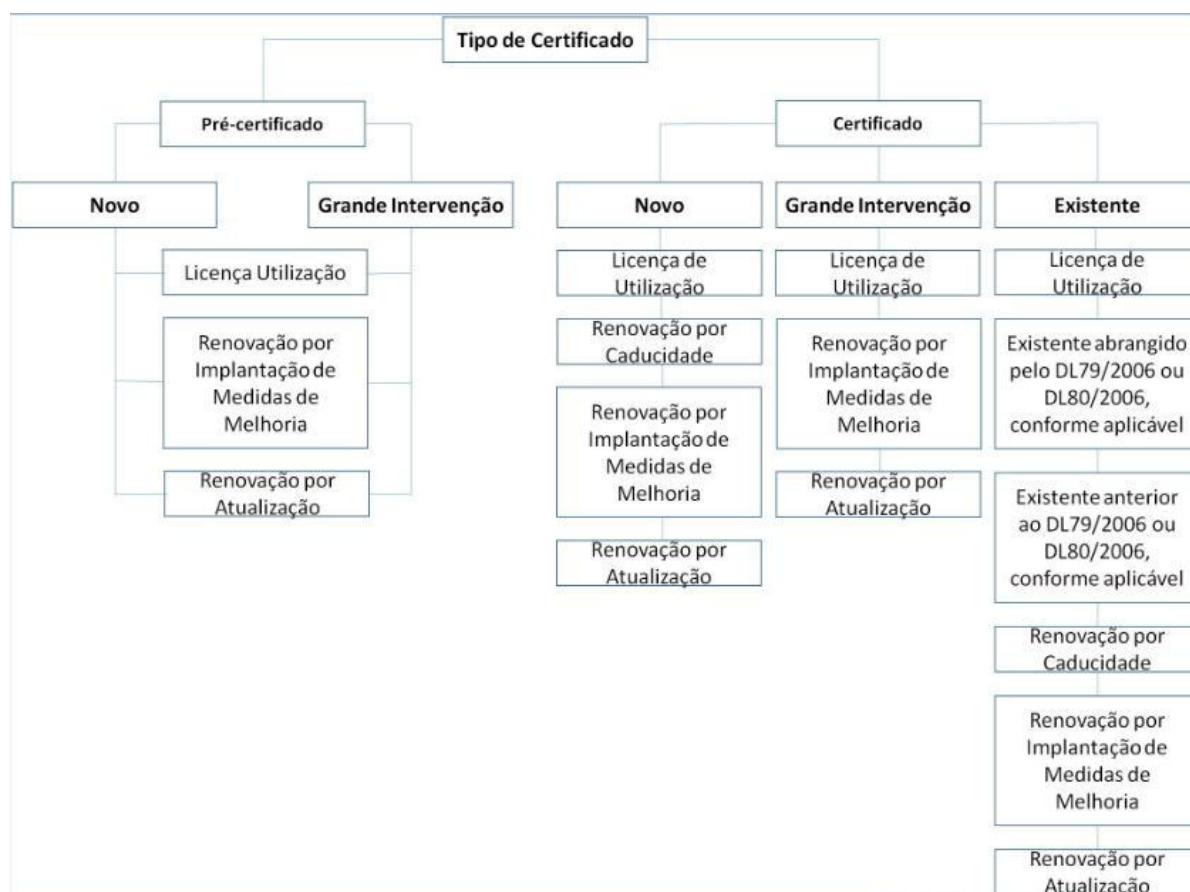 Tipo de Certificado
Pré-certificado
Novo
Grande Intervenção
Licença Utilização
Renovação por
Implantação de
Medidas de
Melhoria
Renovação por
Atualização
Certificado
Novo
Licença de
Utilização
Renovação por
Caducidade
Renovação por
Implantação de
Medidas de
Melhoria
Renovação por
Atualização
Grande Intervenção
Licença de
Utilização
Renovação por
Implantação de
Medidas de
Melhoria
Renovação por
Atualização
Existente
Licença de
Utilização
Existente abrangido
pelo DL79/2006 ou
DL80/2006,
conforme aplicável
Existente anterior
ao DL79/2006 ou
DL80/2006,
conforme aplicável
Renovação por
Caducidade
Renovação por
Implantação de
Medidas de
Melhoria
Renovação por
Atualização